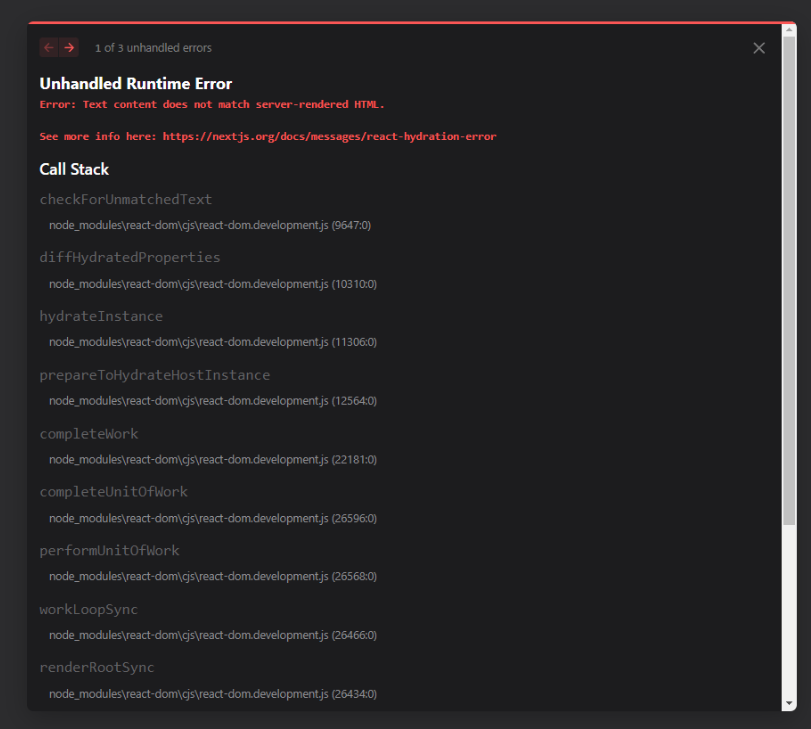 1 of 3 unhandled errors
Unhandled Runtime Error
Error: Text content does not match server-rendered HTML.
See more info here: https://nextjs.org/docs/messages/react-hydration-error
Call Stack
checkForUnmatchedText
node_modules\react-dom\cjs\react-dom.development.js (9647:0)
diffHydratedProperties
node_modules\react-dom\cjs\react-dom.development.js (10310:0)
hydrateInstance
node_modules\react-dom\cjs\react-dom.development.js (11306:0)
prepareToHydrateHostInstance
node_modules\react-dom\cjs\react-dom.development.js (12564:0)
completeWork
node_modules\react-dom\cjs\react-dom.development.js (22181:0)
completeUnitOfWork
node_modules\react-dom\cjs\react-dom.development.js (26596:0)
performUnitOfWork
node_modules\react-dom\cjs\react-dom.development.js (26568:0)
workLoopSync
node_modules\react-dom\cjs\react-dom.development.js (26466:0)
renderRootSync
node_modules\react-dom\cjs\react-dom.development.js (26434:0)